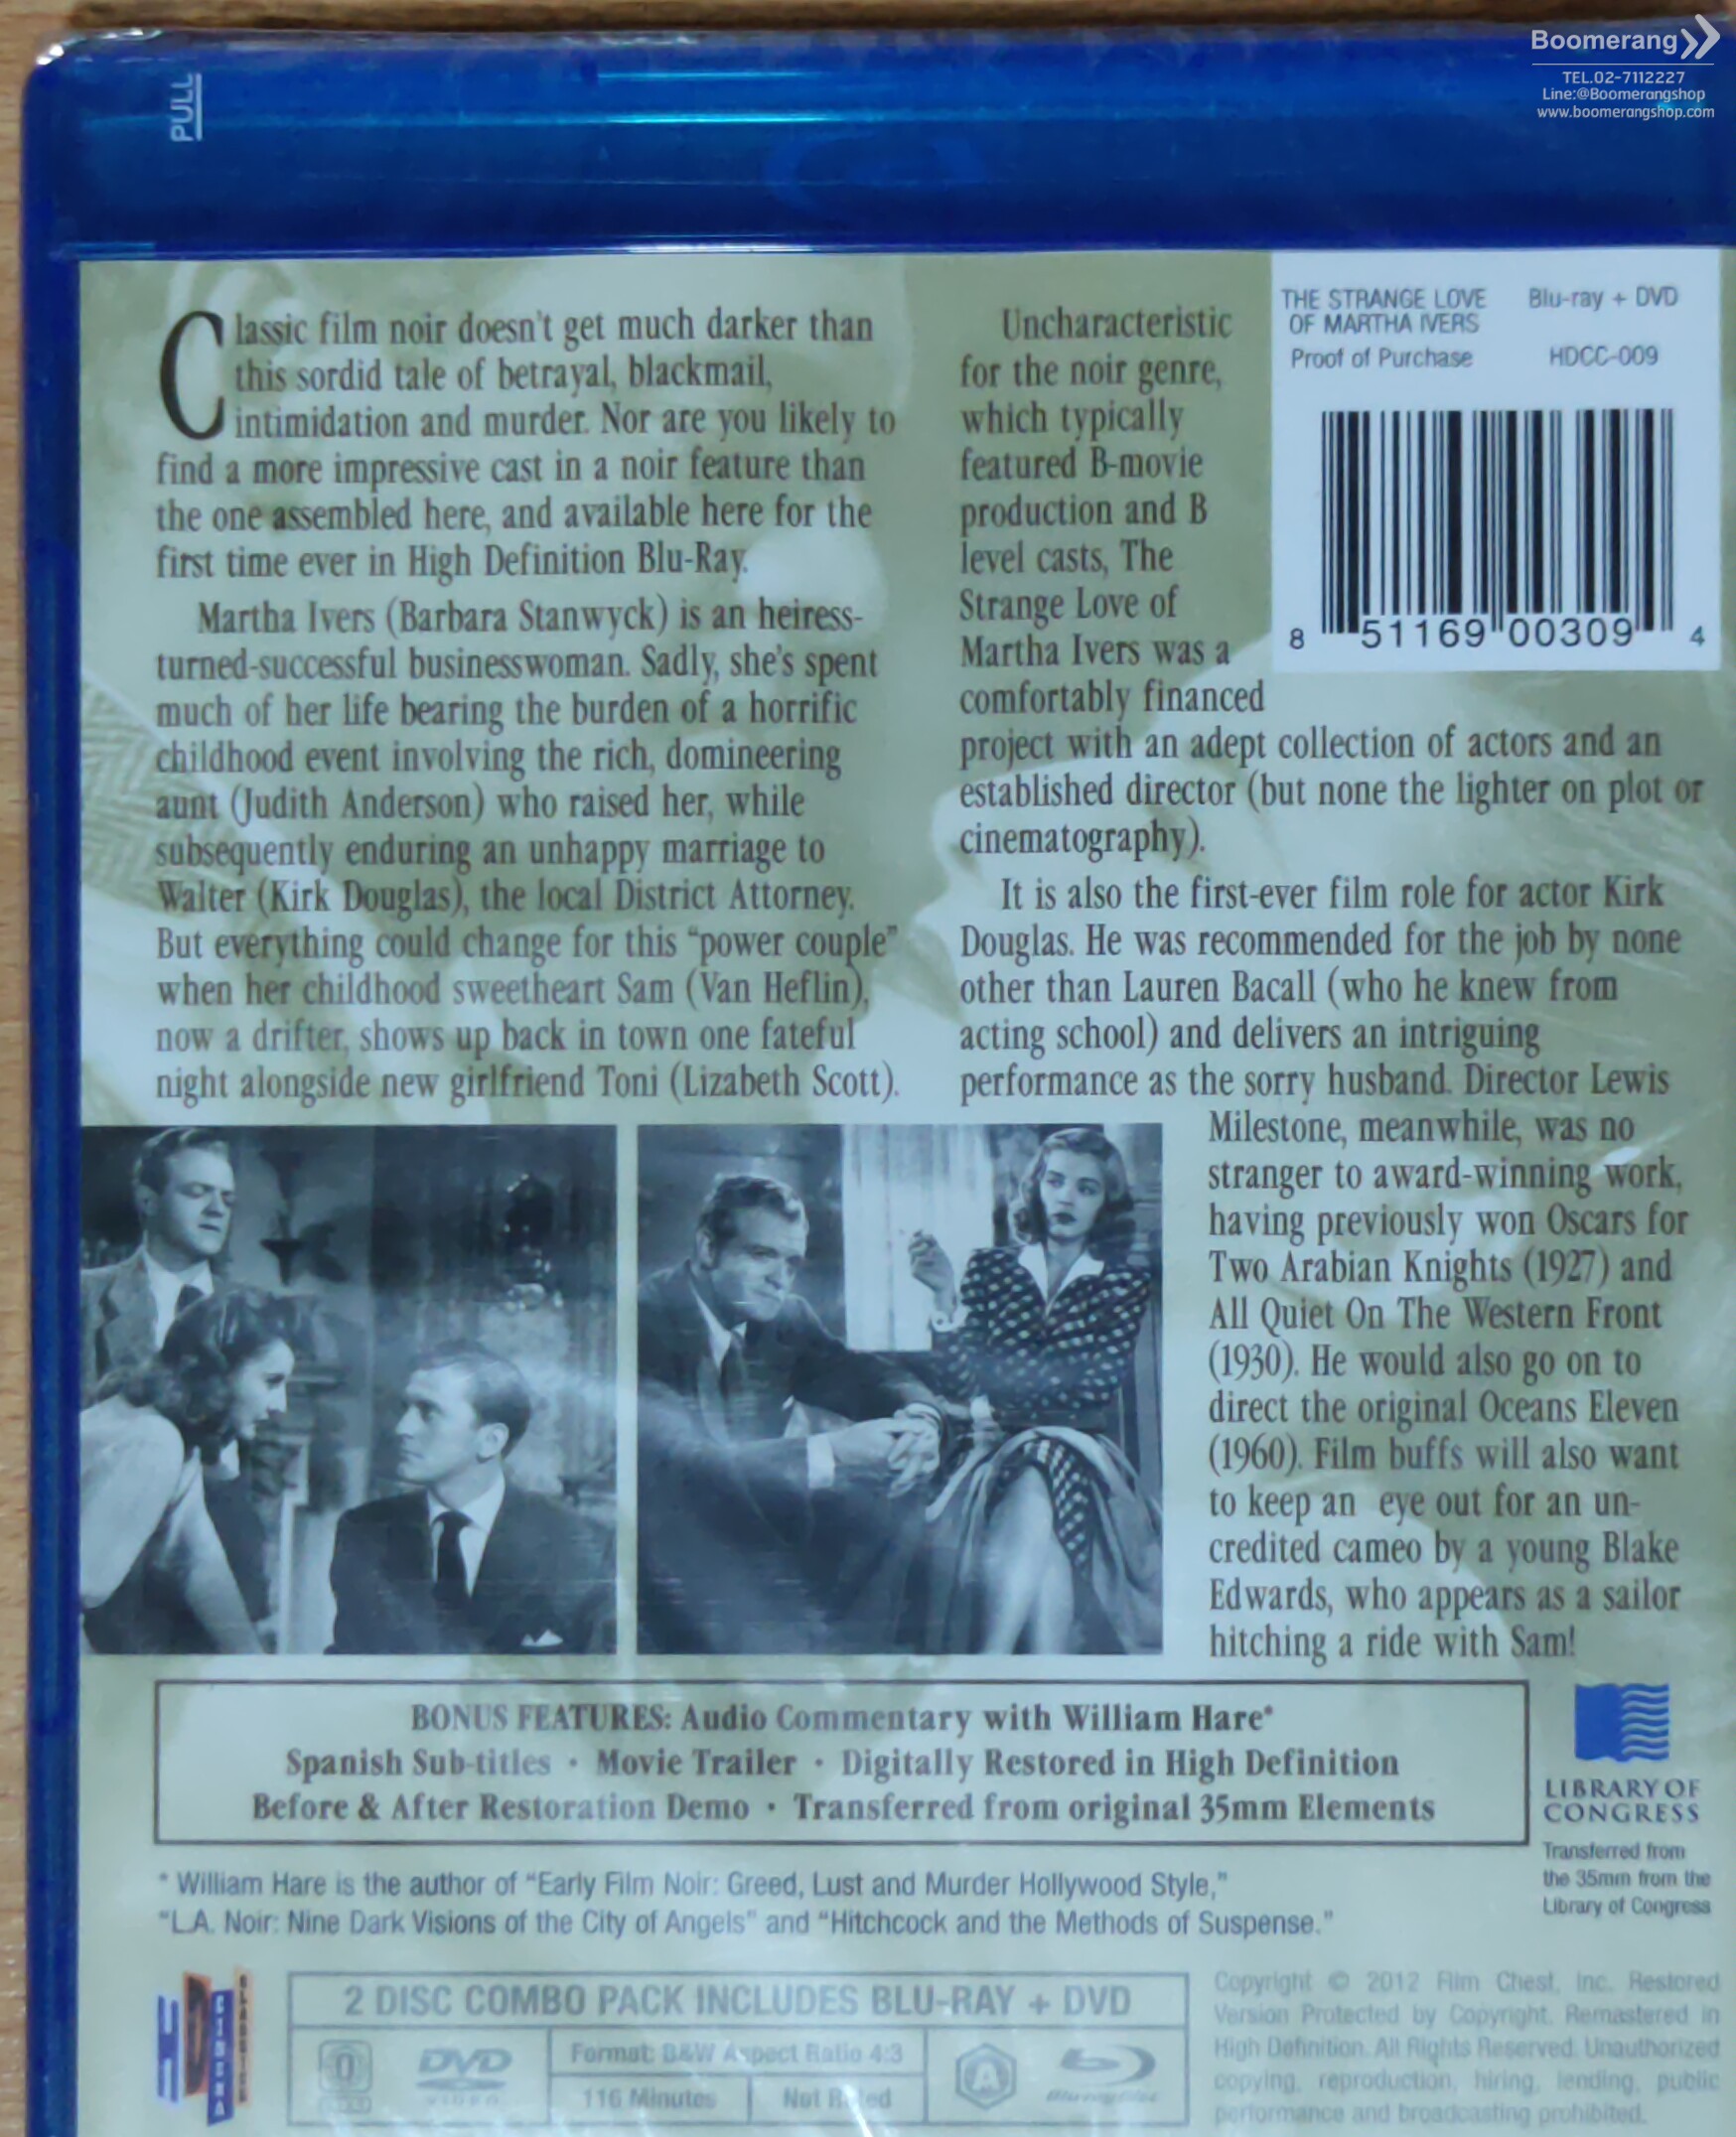 Boomerang
TEL.02-7112227
Line:@Boomerangshop
www.boomerangshop.com
PULL
Classic film noir doesn't get much darker than
this sordid tale of betrayal, blackmail,
intimidation and murder. Nor are you likely to
find a more impressive cast in a noir feature than
the one assembled here, and available here for the
first time ever in High Definition Blu-Ray.
Martha Ivers (Barbara Stanwyck) is an heiress-
turned-successful businesswoman. Sadly, she's spent
much of her life bearing the burden of a horrific
childhood event involving the rich, domineering
aunt (Judith Anderson) who raised her, while
subsequently enduring an unhappy marriage to
Walter (Kirk Douglas), the local District Attorney.
But everything could change for this “power couple”
when her childhood sweetheart Sam (Van Heflin),
now a drifter, shows up back in town one fateful
night alongside new girlfriend Toni (Lizabeth Scott).
Uncharacteristic
for the noir genre,
which typically
featured B-movie
production and B
level casts, The
Strange Love of
Martha Ivers was a
comfortably financed
project with an adept collection of actors and an
established director (but none the lighter on plot or
cinematography).
It is also the first-ever film role for actor Kirk
Douglas. He was recommended for the job by none
other than Lauren Bacall (who he knew from
acting school) and delivers an intriguing
performance as the sorry husband. Director Lewis
Milestone, meanwhile, was no
stranger to award-winning work,
having previously won Oscars for
Two Arabian Knights (1927) and
All Quiet On The Western Front
(1930). He would also go on to
direct the original Oceans Eleven
(1960). Film buffs will also want
to keep an eye out for an un-
credited cameo by a young Blake
Edwards, who appears as a sailor
hitching a ride with Sam!
THE STRANGE LOVE
OF MARTHA IVERS
Proof of Purchase
Blu-ray + DVD
HDCC-009
8 51169 00309 4
BONUS FEATURES: Audio Commentary with William Hare*
Spanish Sub-titles • Movie Trailer • Digitally Restored in High Definition
Before & After Restoration Demo • Transferred from original 35mm Elements
LIBRARY OF
CONGRESS
Transferred from
the 35mm from the
Library of Congress
* William Hare is the author of “Early Film Noir: Greed, Lust and Murder Hollywood Style,”
“L.A. Noir: Nine Dark Visions of the City of Angels” and “Hitchcock and the Methods of Suspense.”
2 DISC COMBO PACK INCLUDES BLU-RAY + DVD
0
DVD
VIDEO
Format: B&W Aspect Ratio 4:3
116 Minutes
Not Rated
A
Blu-ray Disc
HD
CINEMA
CLASSICS
Copyright © 2012 Film Chest, Inc. Restored
Version Protected by Copyright. Remastered in
High Definition. All Rights Reserved. Unauthorized
copying, reproduction, hiring, lending, public
performance and broadcasting prohibited.